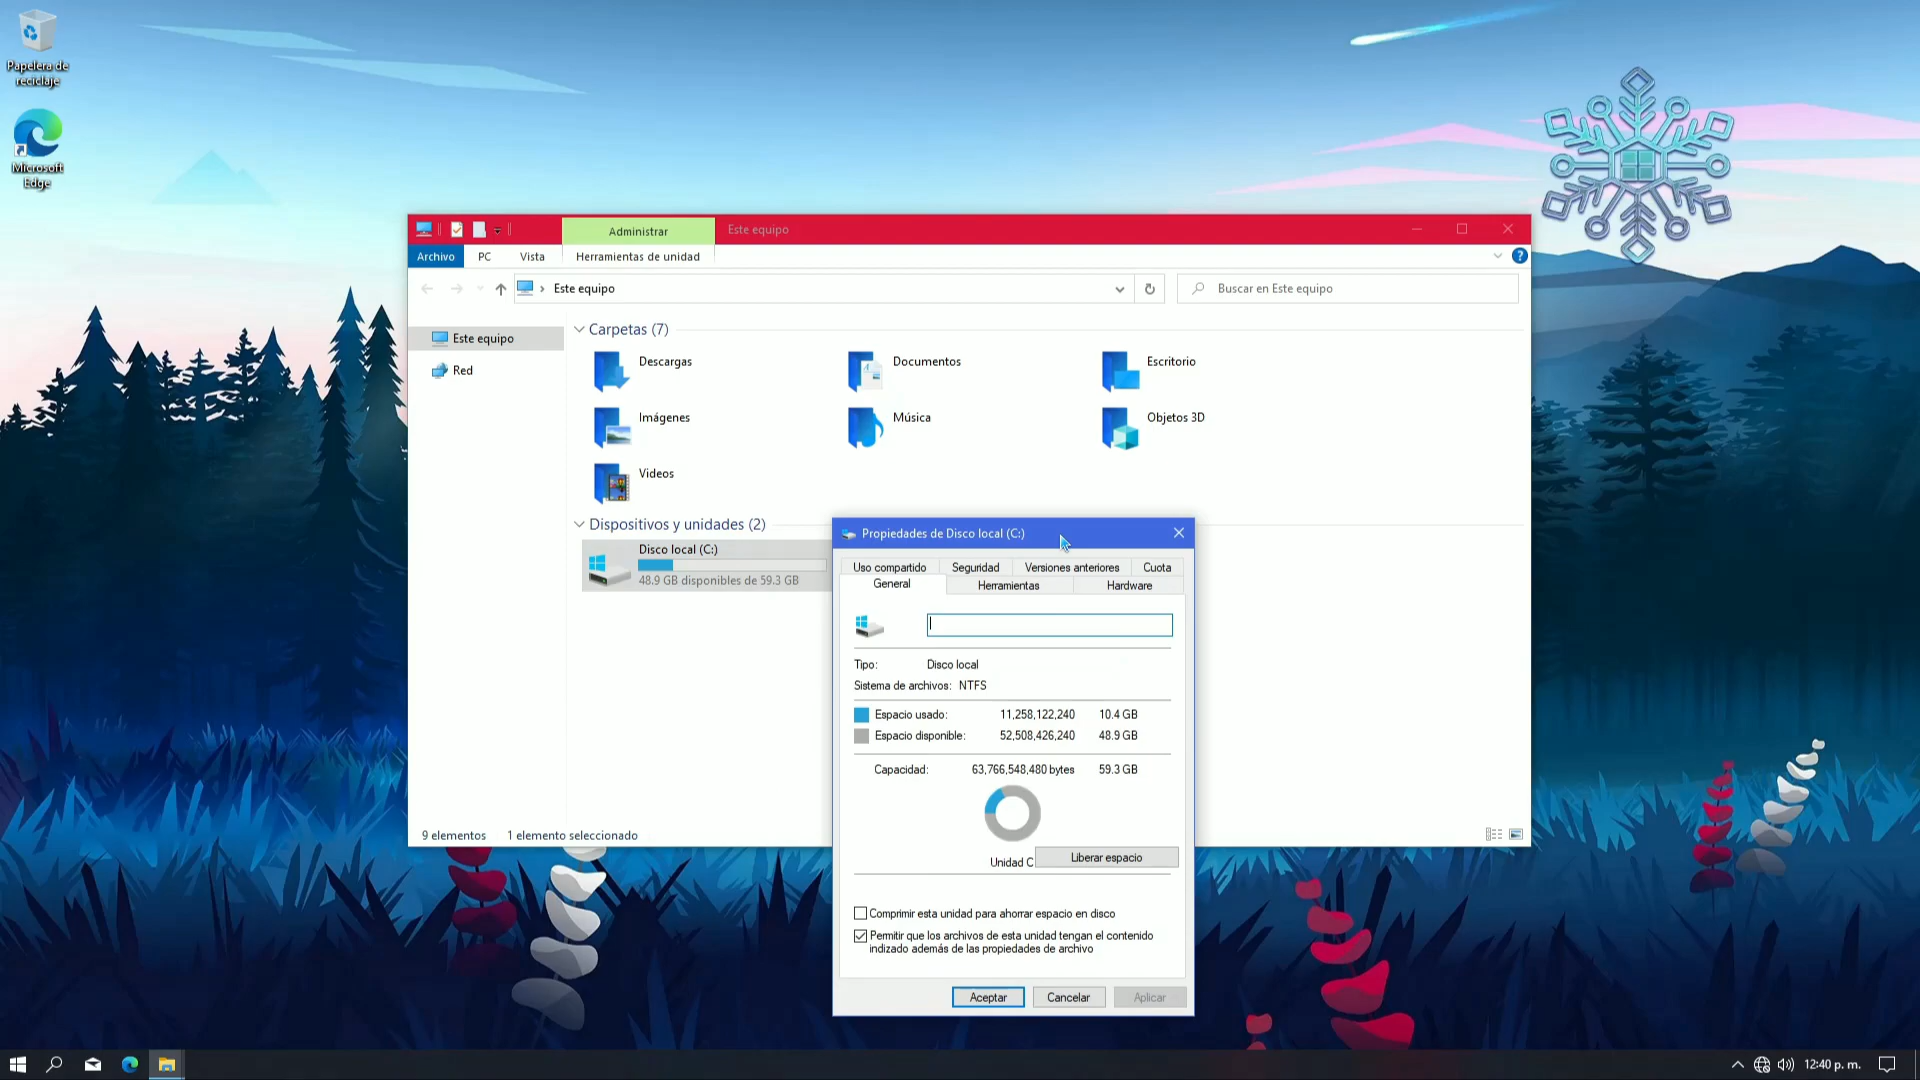 Papelera de
reciclaje
Microsoft
Edge
Administrar
Este equipo
Archivo
PC
Vista
Herramientas de unidad
?
Este equipo
Buscar en Este equipo
Este equipo
Red
Carpetas (7)
Descargas
Documentos
Escritorio
Imágenes
Música
Objetos 3D
Videos
Dispositivos y unidades (2)
Disco local (C:)
48.9 GB disponibles de 59.3 GB
9 elementos
1 elemento seleccionado
Propiedades de Disco local (C:)
Uso compartido
Seguridad
Versiones anteriores
Cuota
General
Herramientas
Hardware
Tipo: Disco local
Sistema de archivos: NTFS
Espacio usado: 11,258,122,240 10.4 GB
Espacio disponible: 52,508,426,240 48.9 GB
Capacidad: 63,766,548,480 bytes 59.3 GB
Unidad C
Liberar espacio
Comprimir esta unidad para ahorrar espacio en disco
Permitir que los archivos de esta unidad tengan el contenido
indizado además de las propiedades de archivo
Aceptar
Cancelar
Aplicar
12:40 p. m.